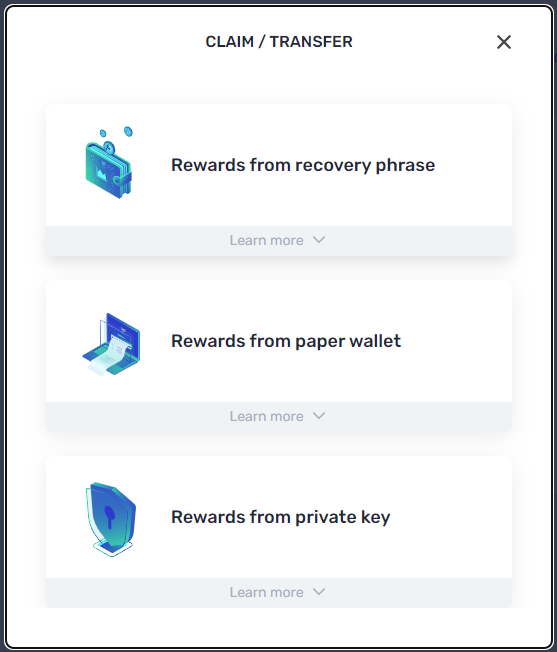 CLAIM / TRANSFER
Rewards from recovery phrase
Learn more
Rewards from paper wallet
Learn more
Rewards from private key
Learn more